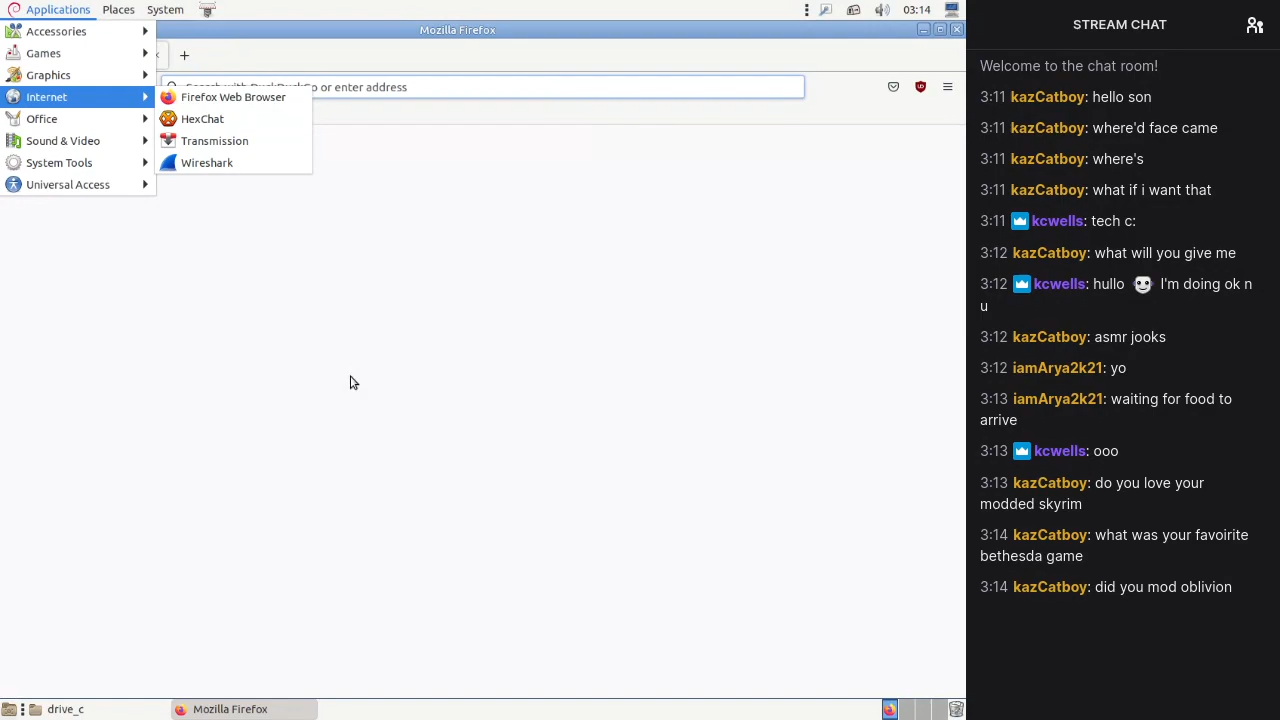 Applications Places System 03:14
Mozilla Firefox
Accessories
Games
Graphics
Internet
Office
Sound & Video
System Tools
Universal Access
Search with DuckDuckGo or enter address
Firefox Web Browser
HexChat
Transmission
Wireshark
drive_c
Mozilla Firefox
STREAM CHAT
Welcome to the chat room!
3:11 kazCatboy: hello son
3:11 kazCatboy: where'd face came
3:11 kazCatboy: where's
3:11 kazCatboy: what if i want that
3:11 kcwells: tech c:
3:12 kazCatboy: what will you give me
3:12 kcwells: hullo I'm doing ok n
u
3:12 kazCatboy: asmr jooks
3:12 iamArya2k21: yo
3:13 iamArya2k21: waiting for food to
arrive
3:13 kcwells: ooo
3:13 kazCatboy: do you love your
modded skyrim
3:14 kazCatboy: what was your favoirite
bethesda game
3:14 kazCatboy: did you mod oblivion